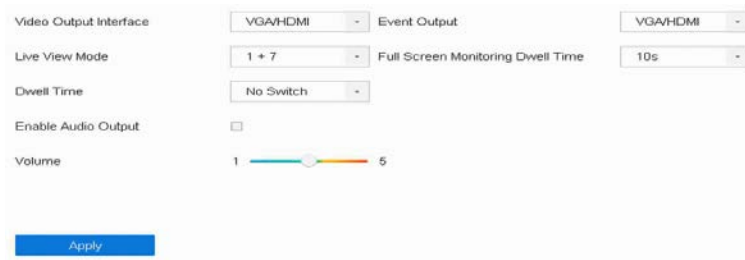 Video Output Interface VGA/HDMI Event Output VGA/HDMI
Live View Mode 1 + 7 Full Screen Monitoring Dwell Time 10s
Dwell Time No Switch
Enable Audio Output
Volume 1 5
Apply